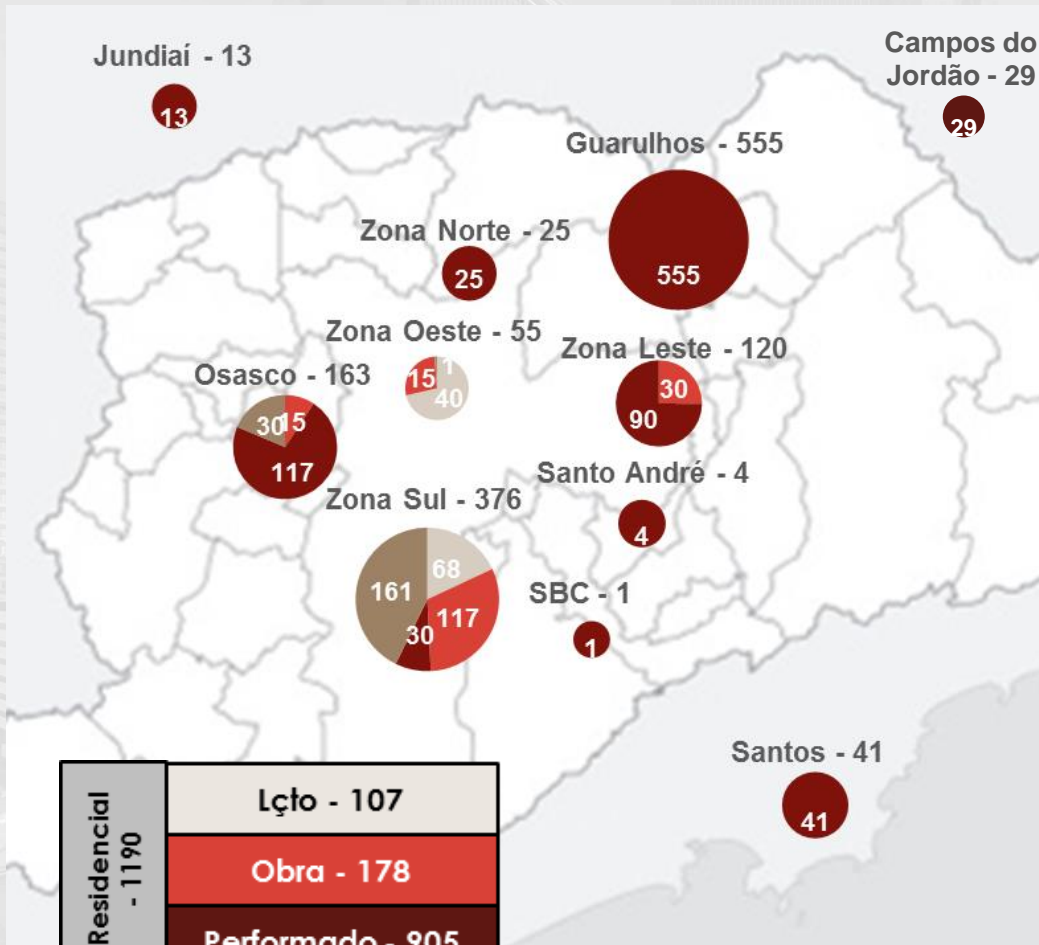 Jundiaí - 13
13
Campos do
Jordão - 29
29
Guarulhos - 555
555
Zona Norte - 25
25
Zona Oeste - 55
1
15
40
Zona Leste - 120
30
90
Osasco - 163
30
15
117
Santo André - 4
4
Zona Sul - 376
68
161
117
30
SBC - 1
1
Santos - 41
41
Residencial
- 1190
Lçto - 107
Obra - 178
Performado - 905